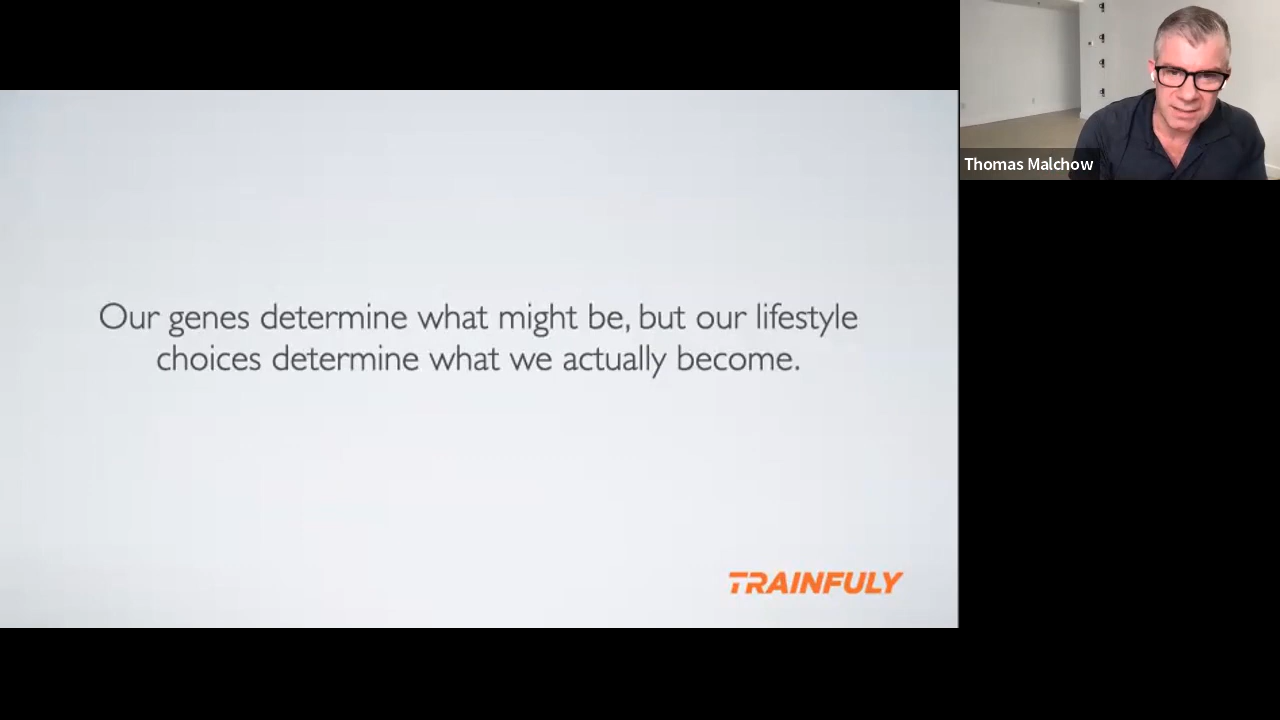 Our genes determine what might be, but our lifestyle
choices determine what we actually become.
TRAINFULY
Thomas Malchow